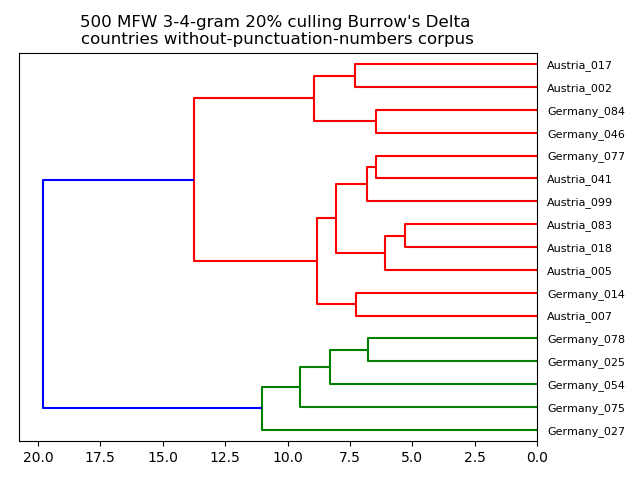 500 MFW 3-4-gram 20% culling Burrow's Delta
countries without-punctuation-numbers corpus
Austria_017
Austria_002
Germany_084
Germany_046
Germany_077
Austria_041
Austria_099
Austria_083
Austria_018
Austria_005
Germany_014
Austria_007
Germany_078
Germany_025
Germany_054
Germany_075
Germany_027
20.0 17.5 15.0 12.5 10.0 7.5 5.0 2.5 0.0